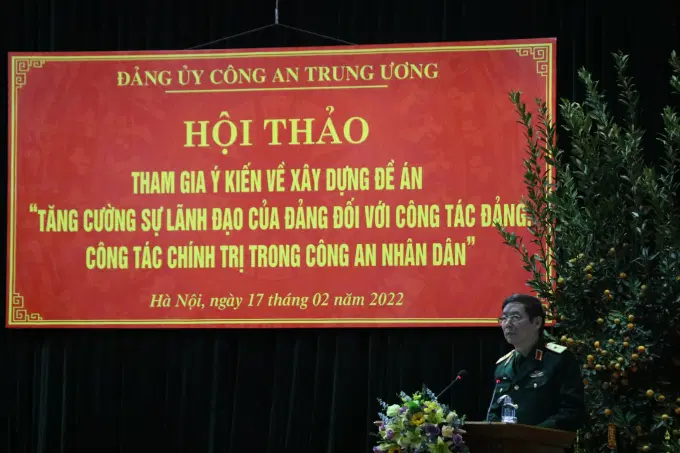 ĐẢNG ỦY CÔNG AN TRUNG ƯƠNG
HỘI THẢO
THAM GIA Ý KIẾN VỀ XÂY DỰNG ĐỀ ÁN
“TĂNG CƯỜNG SỰ LÃNH ĐẠO CỦA ĐẢNG ĐỐI VỚI CÔNG TÁC ĐẢNG,
CÔNG TÁC CHÍNH TRỊ TRONG CÔNG AN NHÂN DÂN”
Hà Nội, ngày 17 tháng 02 năm 2022